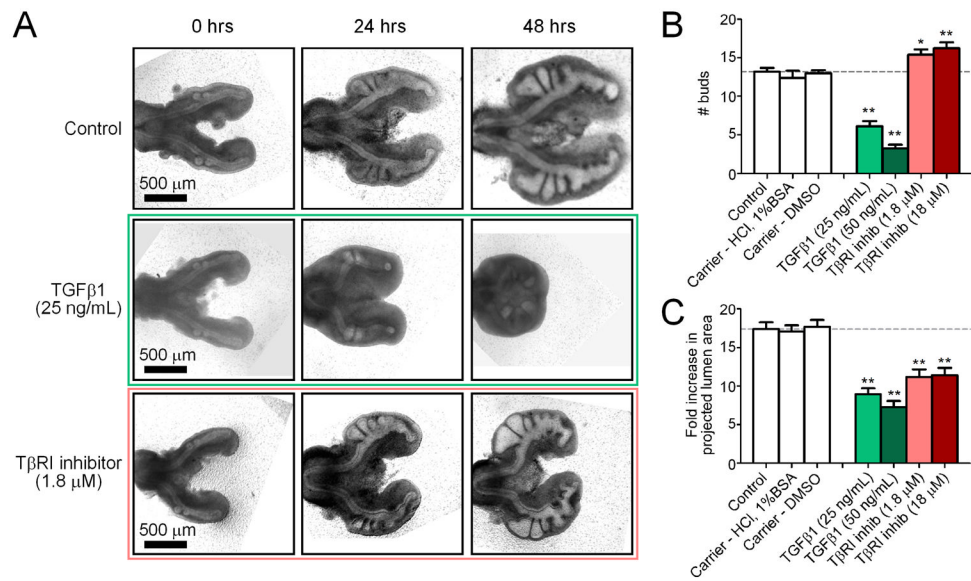 A
0 hrs
24 hrs
48 hrs
Control
500 μm
TGFβ1
(25 ng/mL)
500 μm
TβRI inhibitor
(1.8 μM)
500 μm
B
# buds
20
15
10
5
0
**
**
*
**
Control
Carrier - HCl, 1%BSA
Carrier - DMSO
TGFβ1 (25 ng/mL)
TGFβ1 (50 ng/mL)
TβRI inhib (1.8 μM)
TβRI inhib (18 μM)
C
Fold increase in
projected lumen area
20
15
10
5
0
**
**
**
**
Control
Carrier - HCl, 1%BSA
Carrier - DMSO
TGFβ1 (25 ng/mL)
TGFβ1 (50 ng/mL)
TβRI inhib (1.8 μM)
TβRI inhib (18 μM)